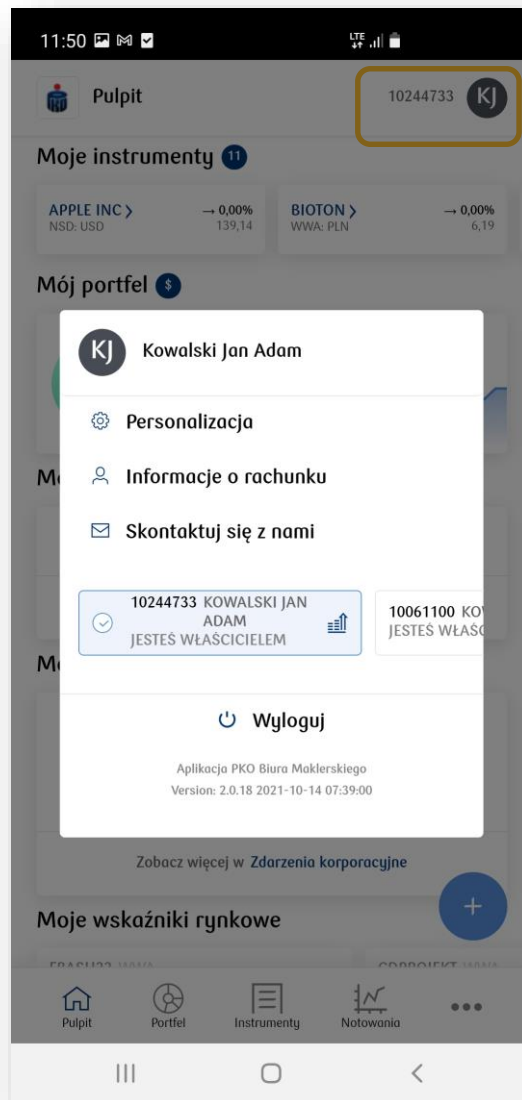 11:50
LTE
Pulpit
10244733 KJ
Moje instrumenty 11
APPLE INC > → 0,00% BIOTON > → 0,00%
NSD: USD 139,14 WWA: PLN 6,19
Mój portfel $
KJ Kowalski Jan Adam
Personalizacja
Informacje o rachunku
Skontaktuj się z nami
10244733 KOWALSKI JAN
ADAM
JESTEŚ WŁAŚCICIELEM
10061100
Wyloguj
Aplikacja PKO Biura Maklerskiego
Version: 2.0.18 2021-10-14 07:39:00
Zobacz więcej w Zdarzenia korporacyjne
+
Moje wskaźniki rynkowe
Pulpit Portfel Instrumenty Notowania